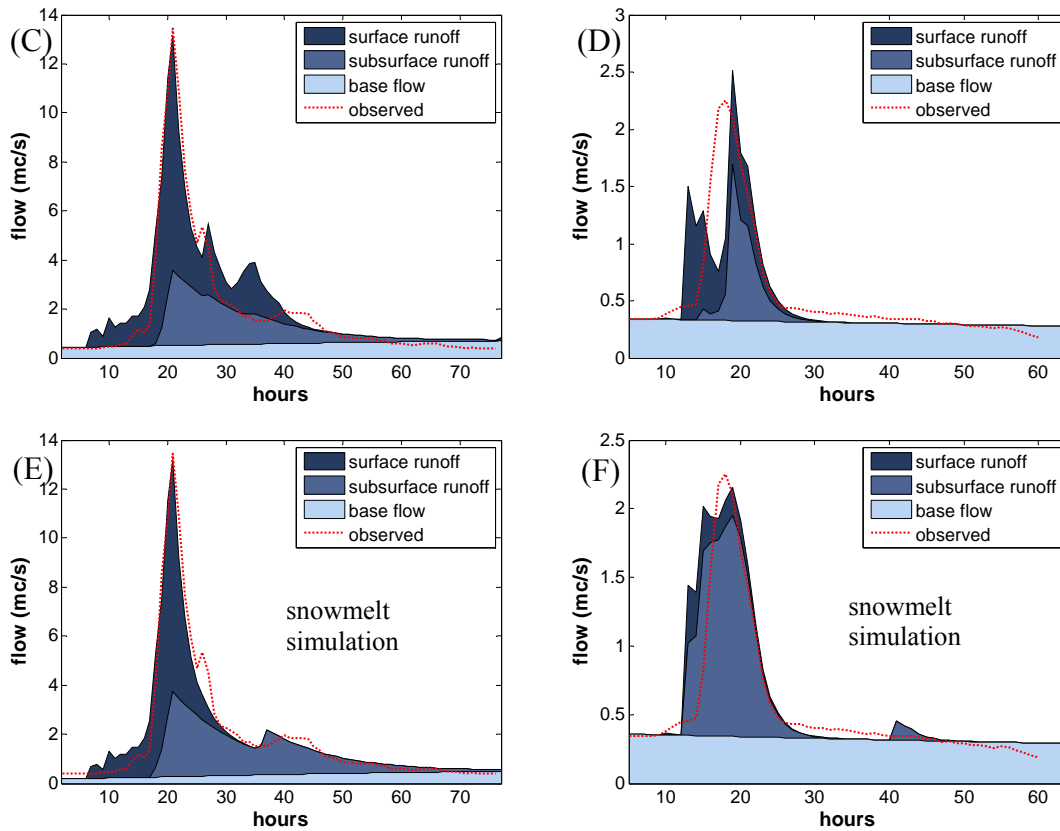 (C)
14
12
10
8
6
4
2
0
flow (mc/s)
10 20 30 40 50 60 70
hours
surface runoff
subsurface runoff
base flow
observed
(D)
3
2.5
2
1.5
1
0.5
0
flow (mc/s)
10 20 30 40 50 60
hours
surface runoff
subsurface runoff
base flow
observed
(E)
14
12
10
8
6
4
2
0
flow (mc/s)
10 20 30 40 50 60 70
hours
surface runoff
subsurface runoff
base flow
observed
snowmelt
simulation
(F)
2.5
2
1.5
1
0.5
0
flow (mc/s)
10 20 30 40 50 60
hours
surface runoff
subsurface runoff
base flow
observed
snowmelt
simulation